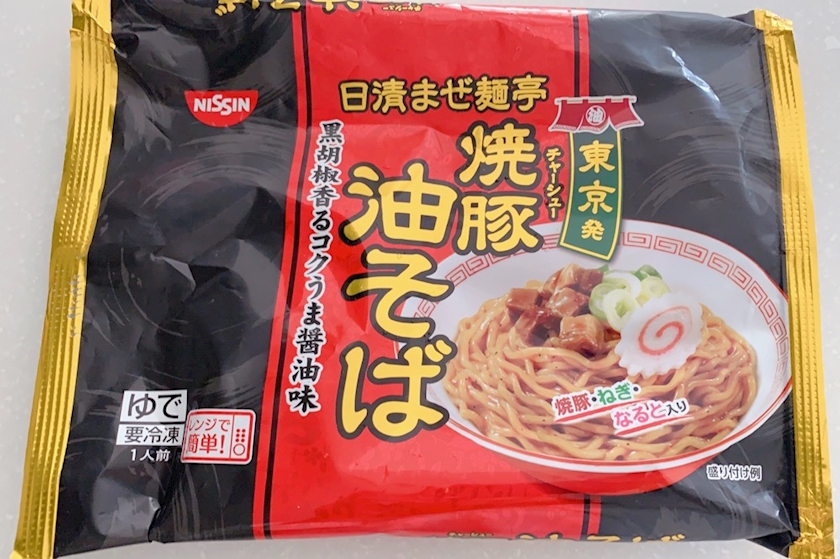 NISSIN
日清まぜ麺亭
油
東京発
チャーシュー
焼豚
油そば
黒胡椒香るコクうま醤油味
焼豚・ねぎ・
なると入り
ゆで
要冷凍
1人前
レンジで
簡単!
盛り付け例